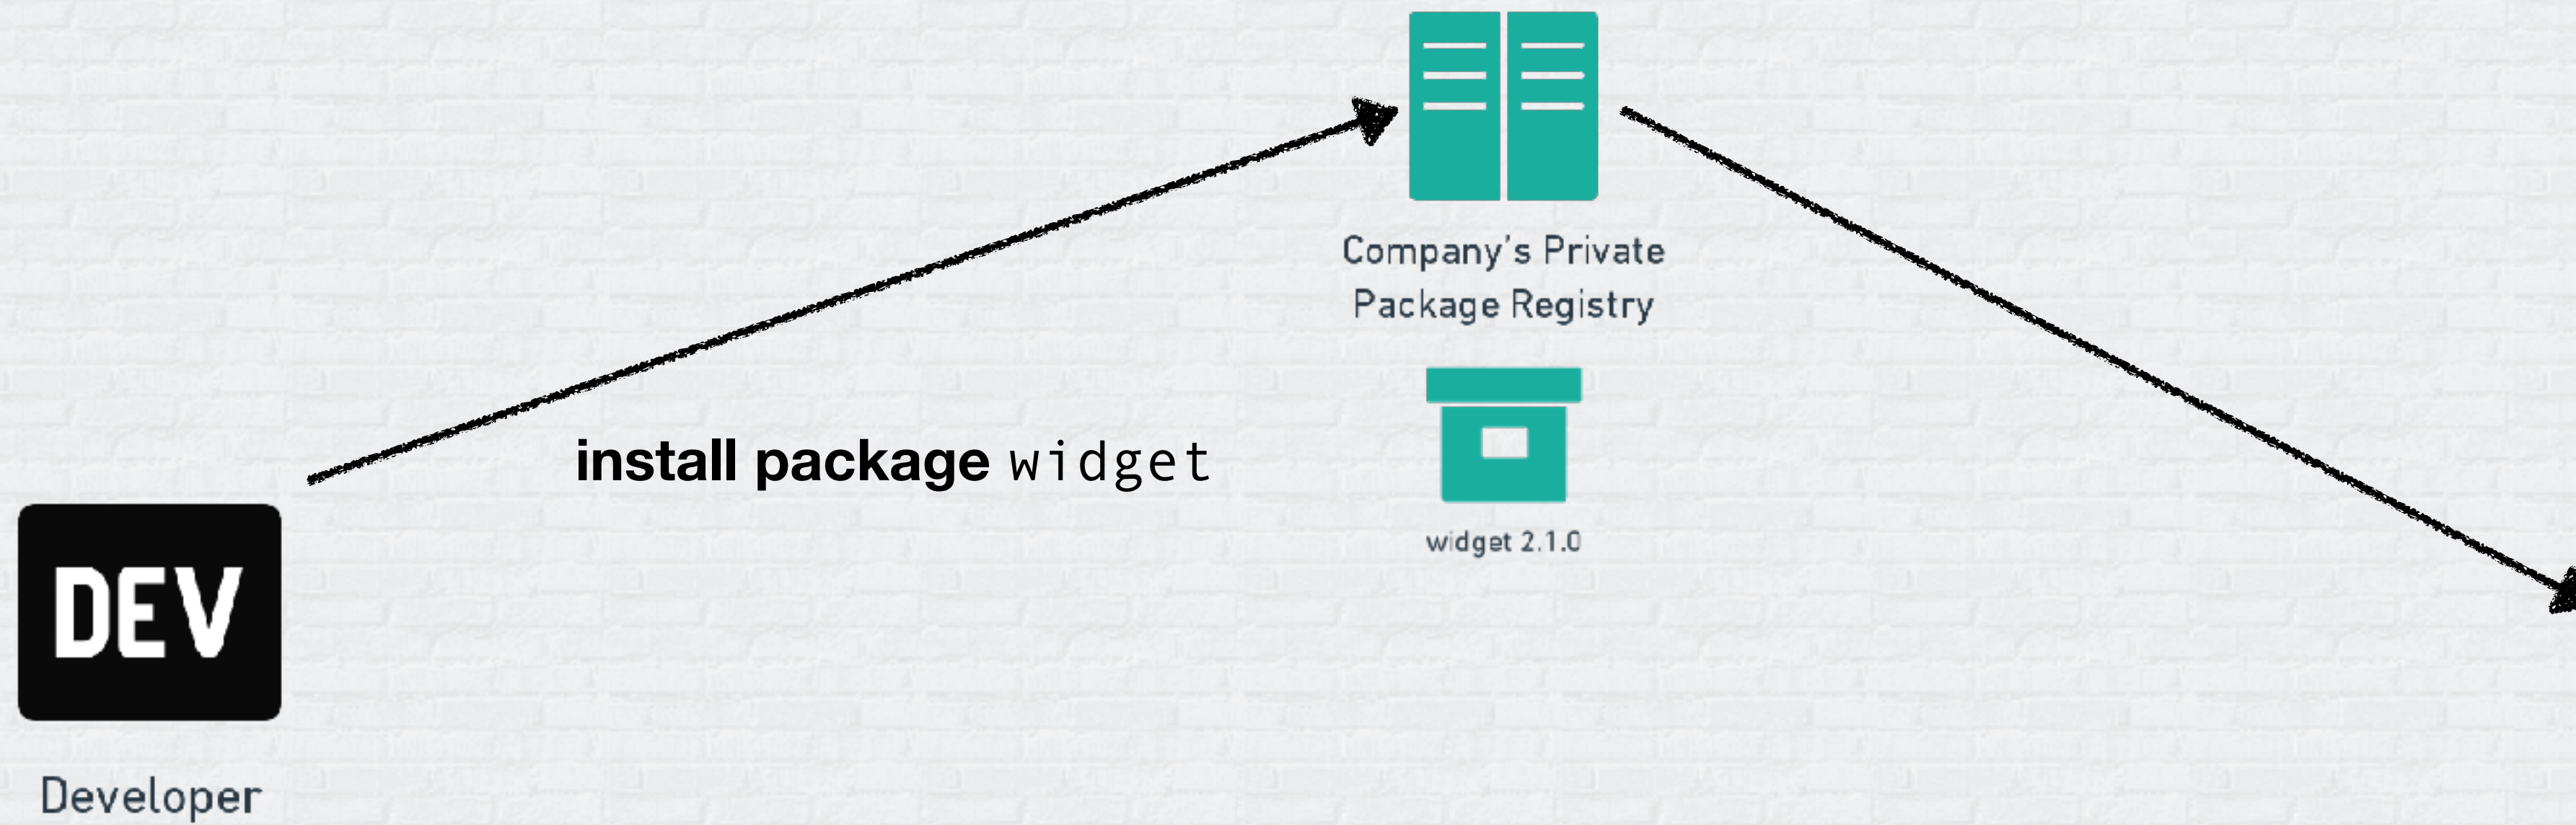 Company's Private
Package Registry
install package widget
widget 2.1.0
DEV
Developer